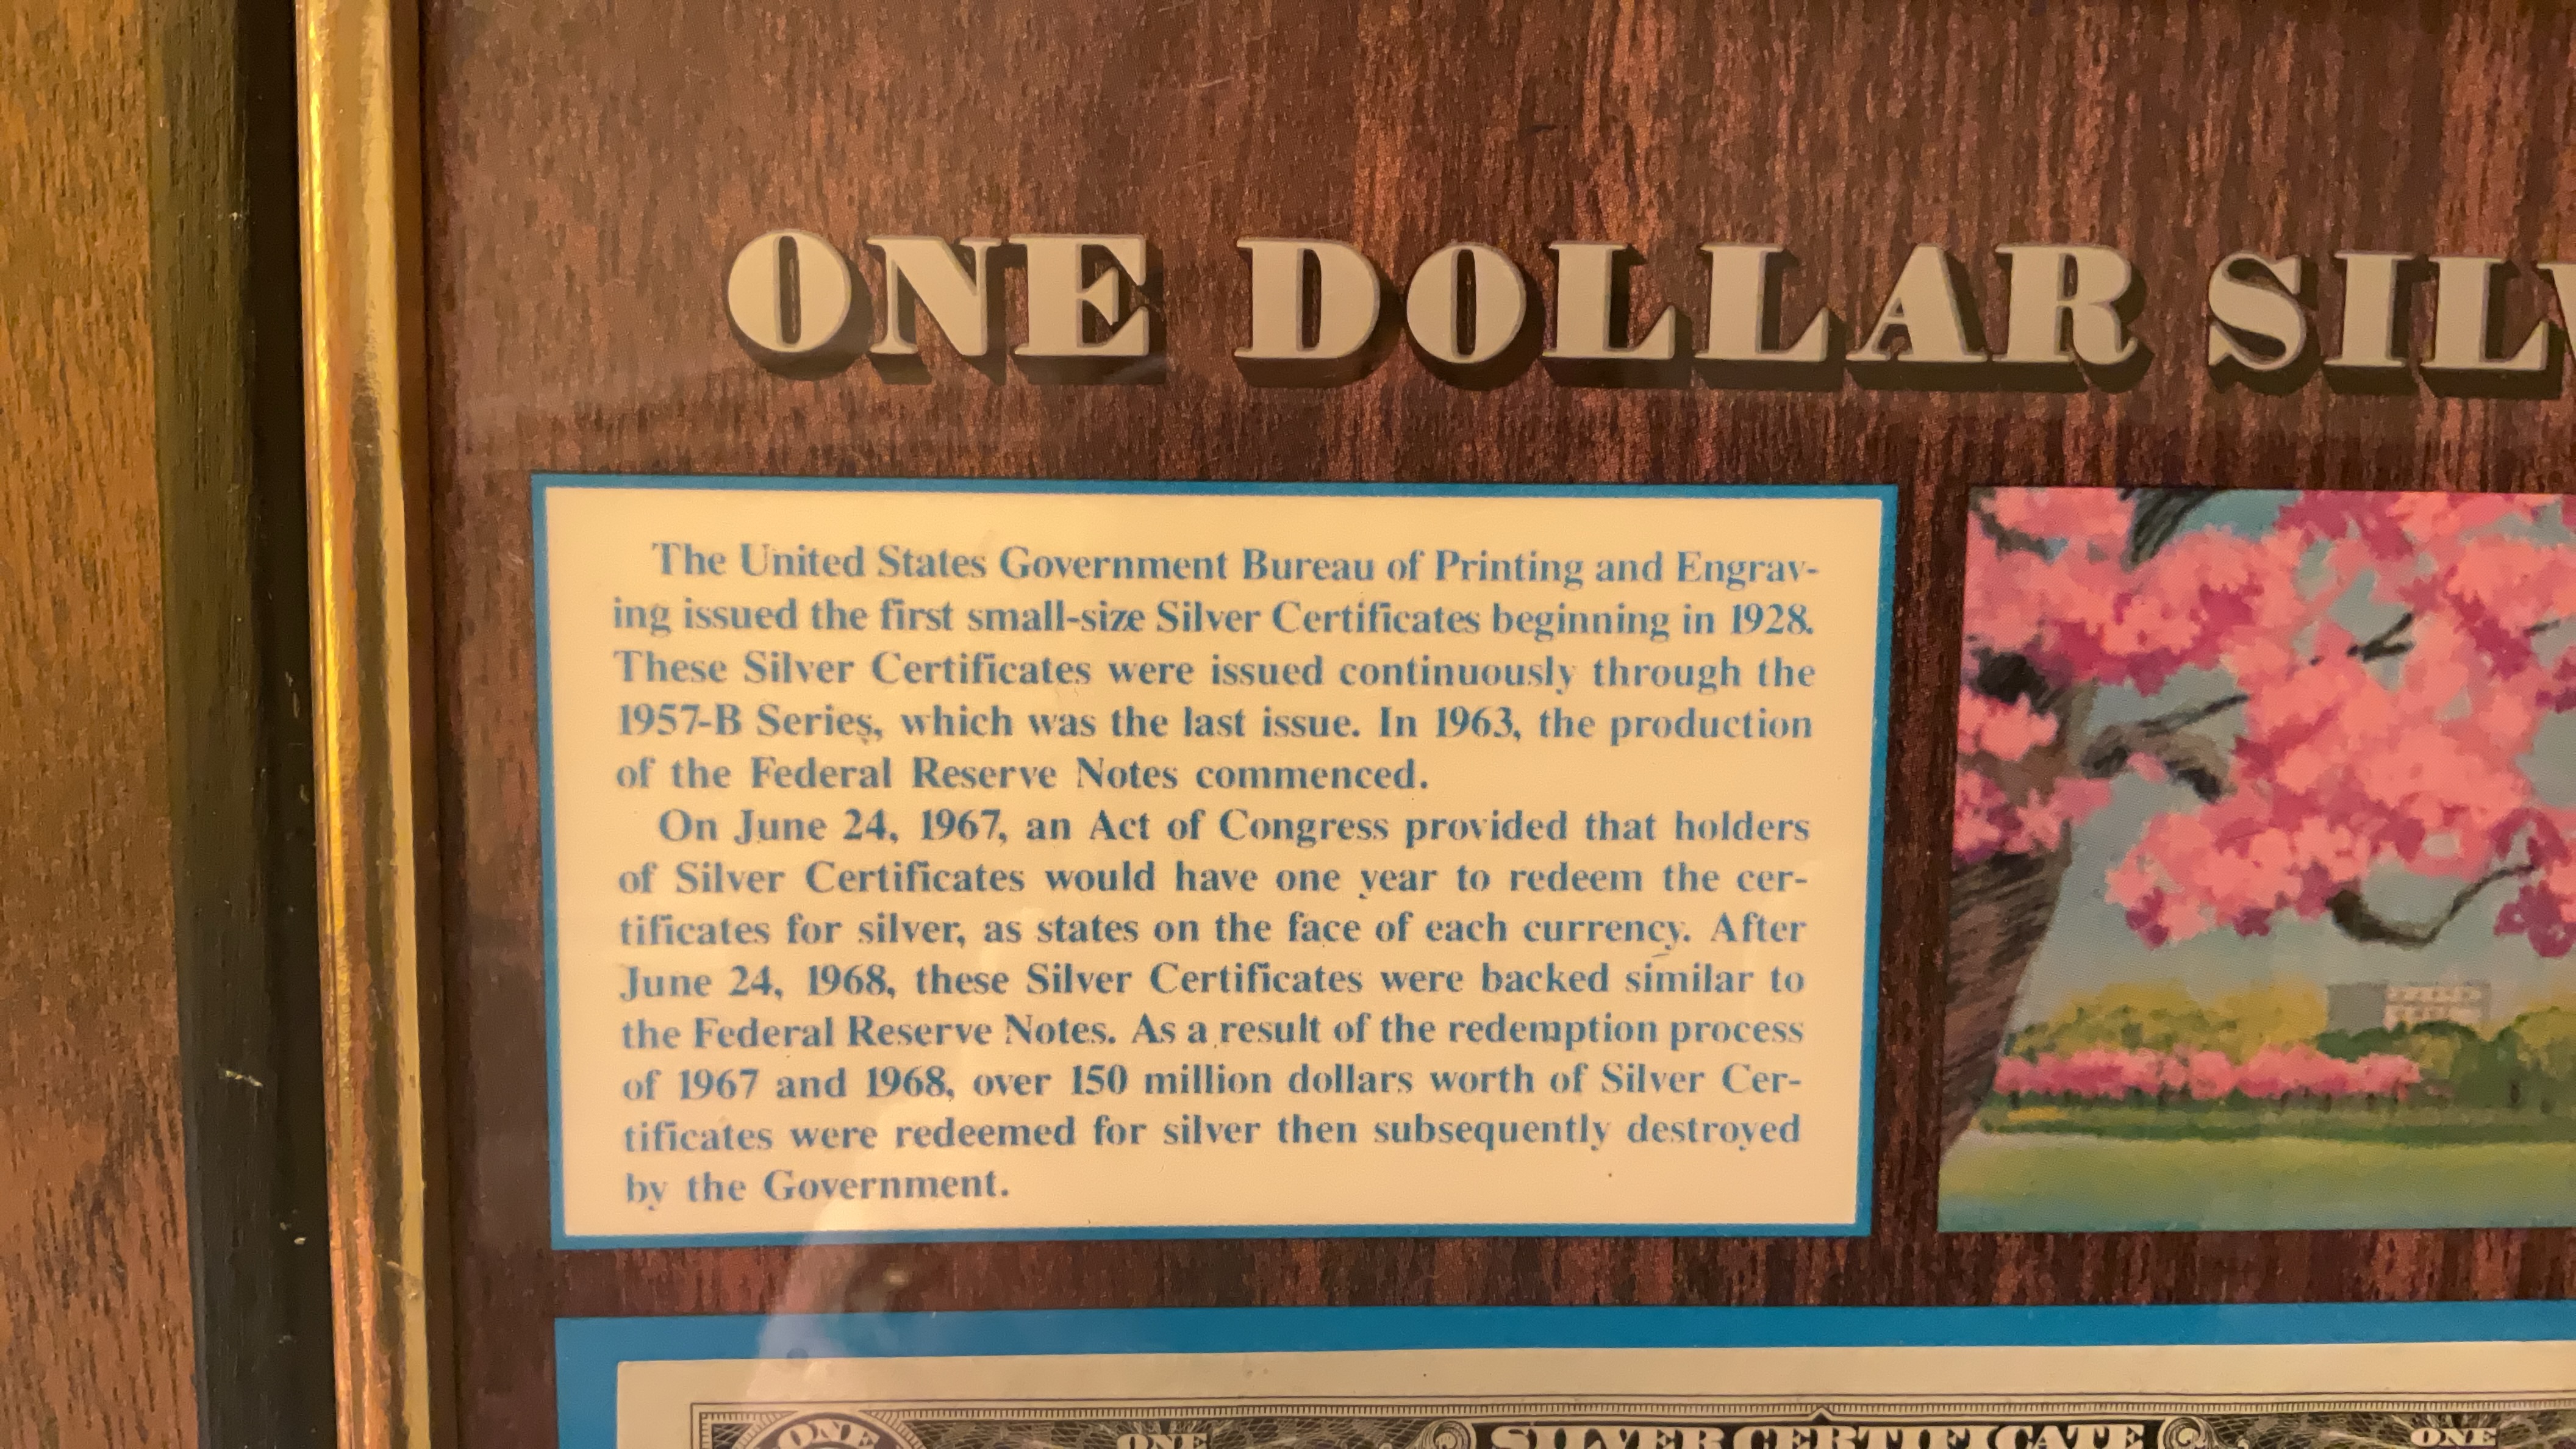 ONE DOLLAR SILV
The United States Government Bureau of Printing and Engrav-
ing issued the first small-size Silver Certificates beginning in 1928.
These Silver Certificates were issued continuously through the
1957-B Series, which was the last issue. In 1963, the production
of the Federal Reserve Notes commenced.
On June 24, 1967, an Act of Congress provided that holders
of Silver Certificates would have one year to redeem the cer-
tificates for silver, as states on the face of each currency. After
June 24, 1968, these Silver Certificates were backed similar to
the Federal Reserve Notes. As a result of the redemption process
of 1967 and 1968, over 150 million dollars worth of Silver Cer-
tificates were redeemed for silver then subsequently destroyed
by the Government.
ONE ONE SILVER CERTIFICATE ONE